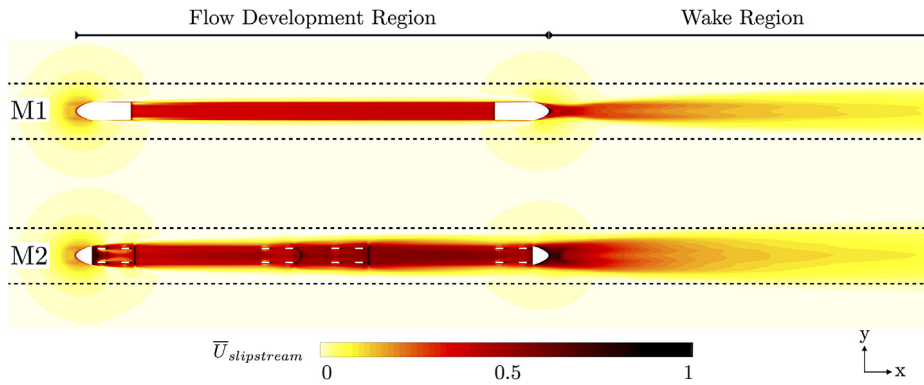 Flow Development Region Wake Region
M1
M2
U̅slipstream
0 0.5 1
y
x